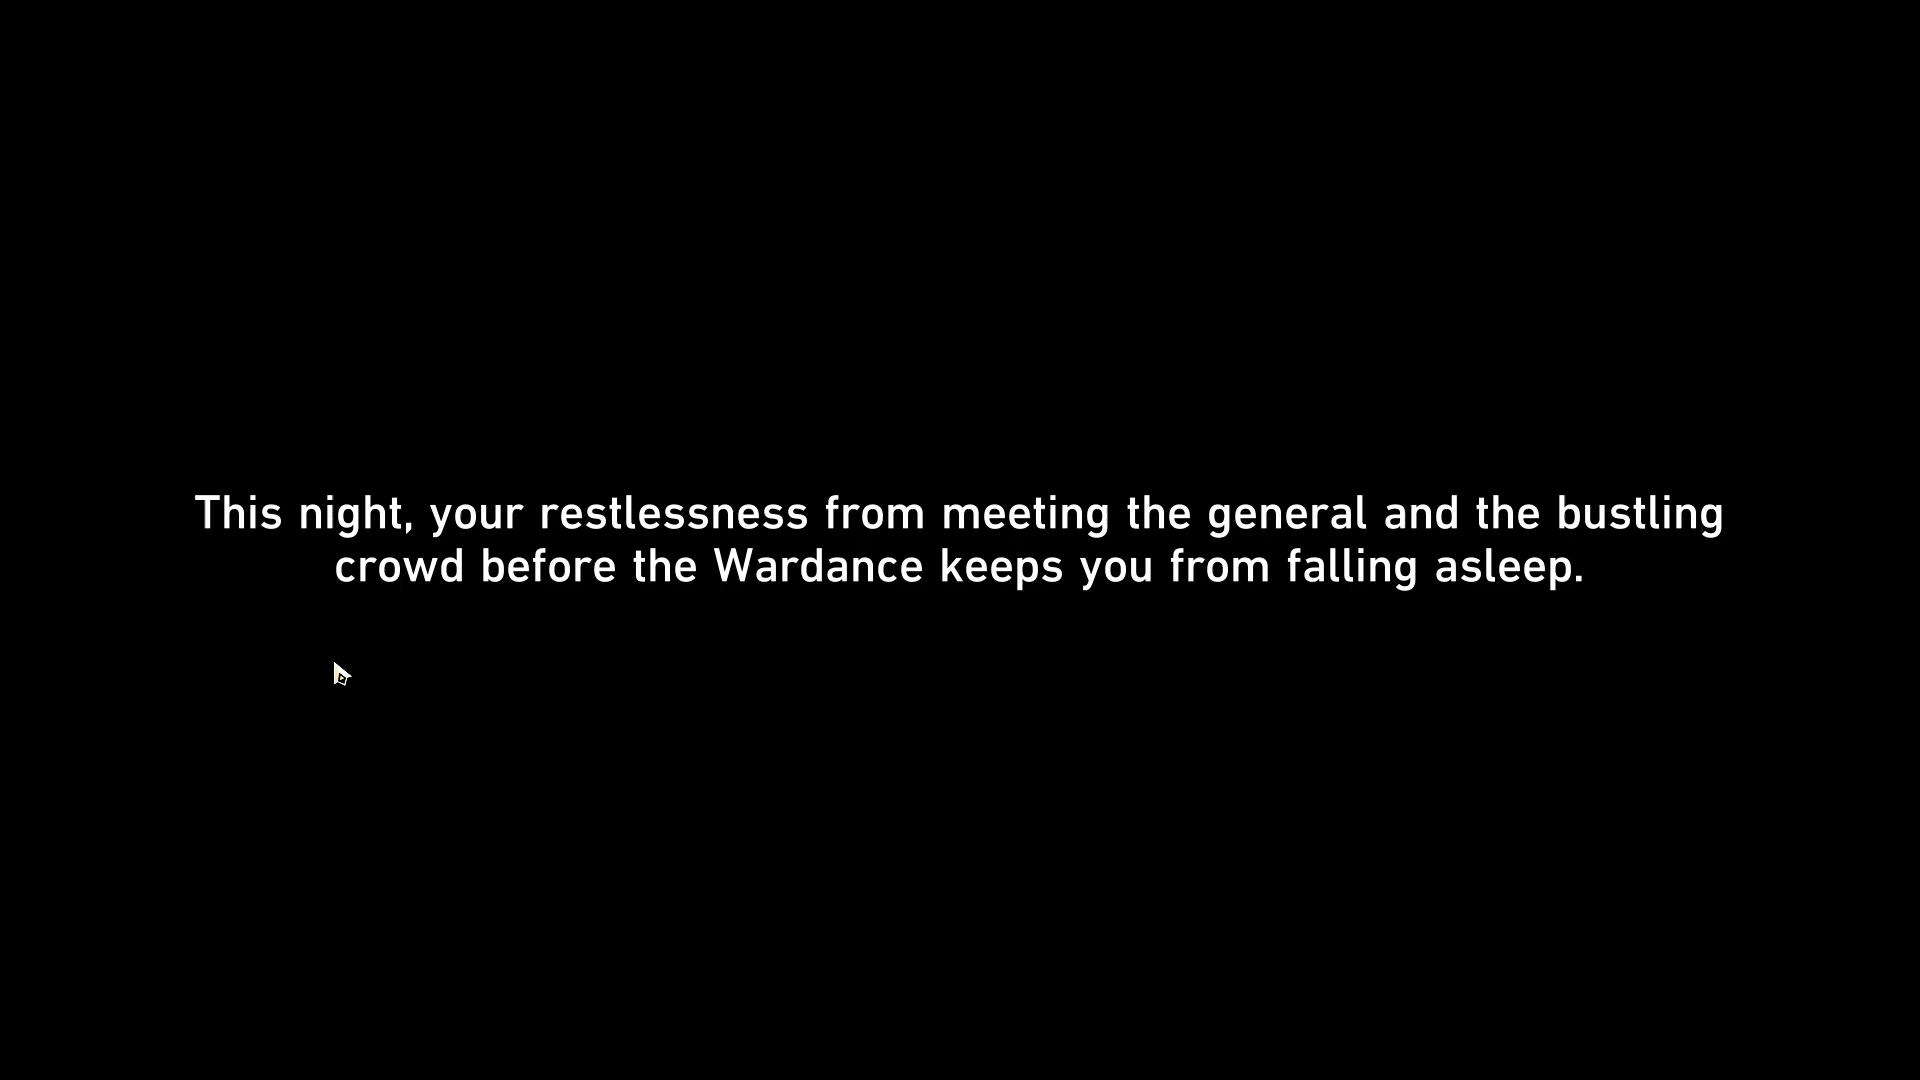 This night, your restlessness from meeting the general and the bustling
crowd before the Wardance keeps you from falling asleep.